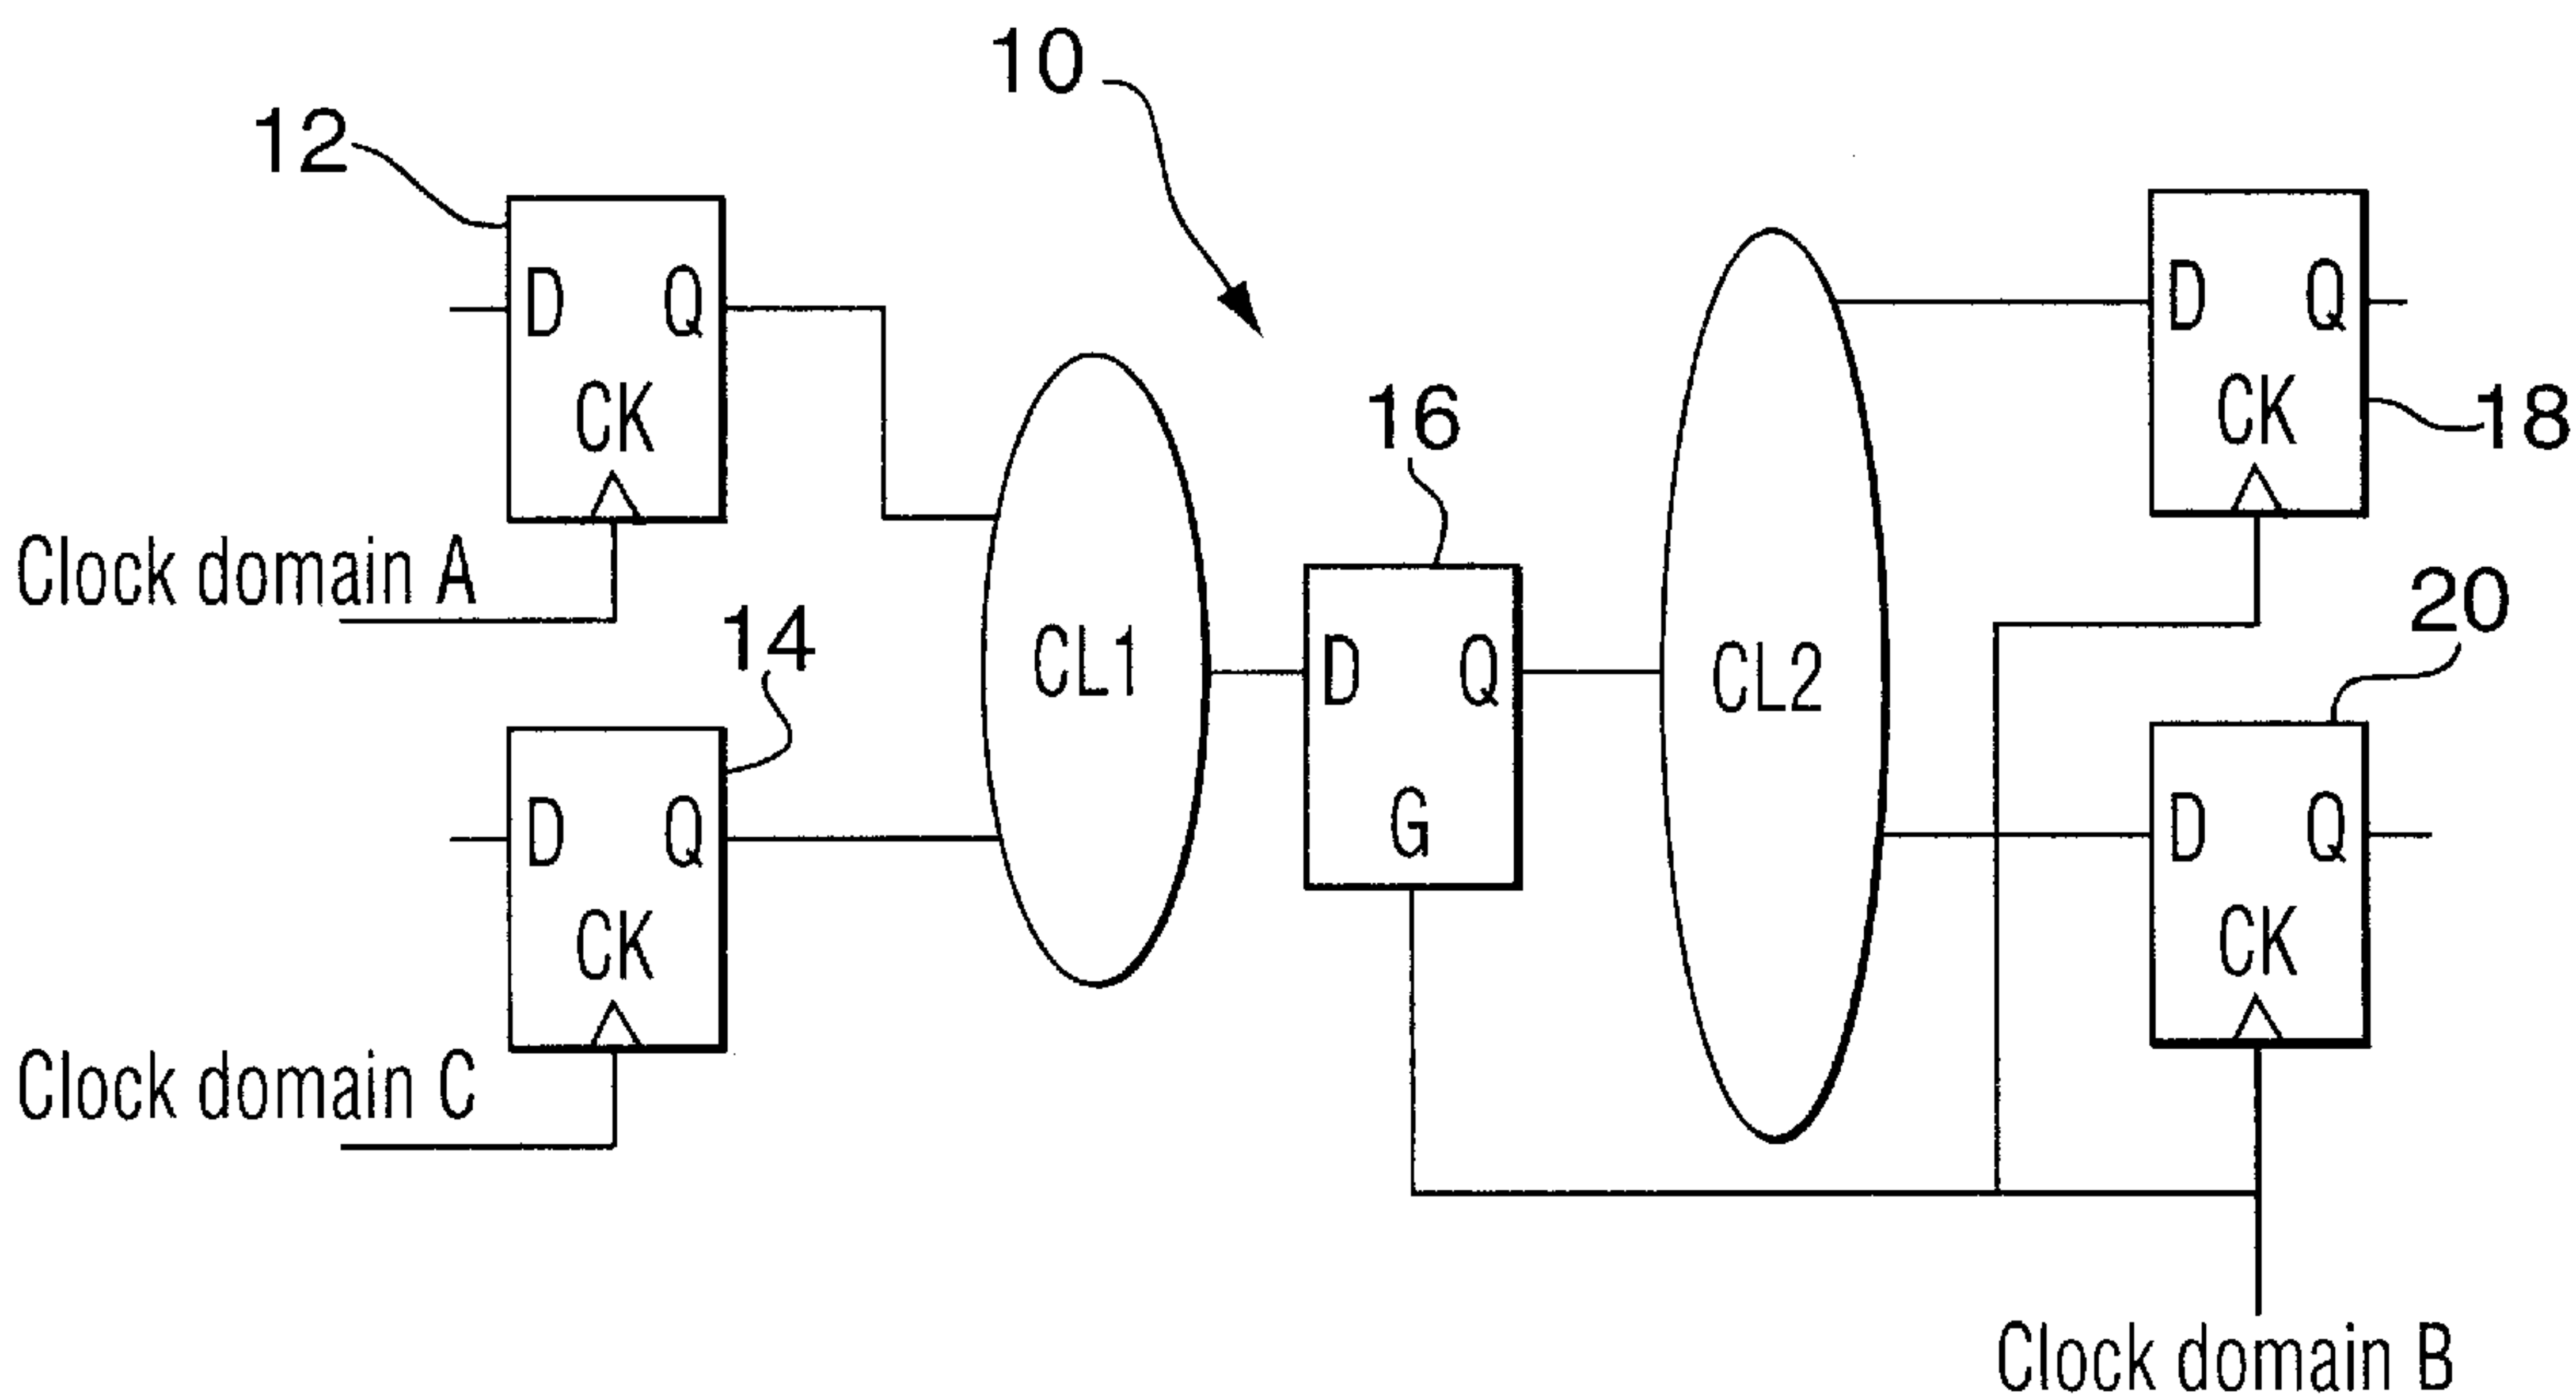 10
12
D Q
CK
Clock domain A
14
D Q
CK
Clock domain C
CL1
16
D Q
G
CL2
D Q
CK
18
20
D Q
CK
Clock domain B